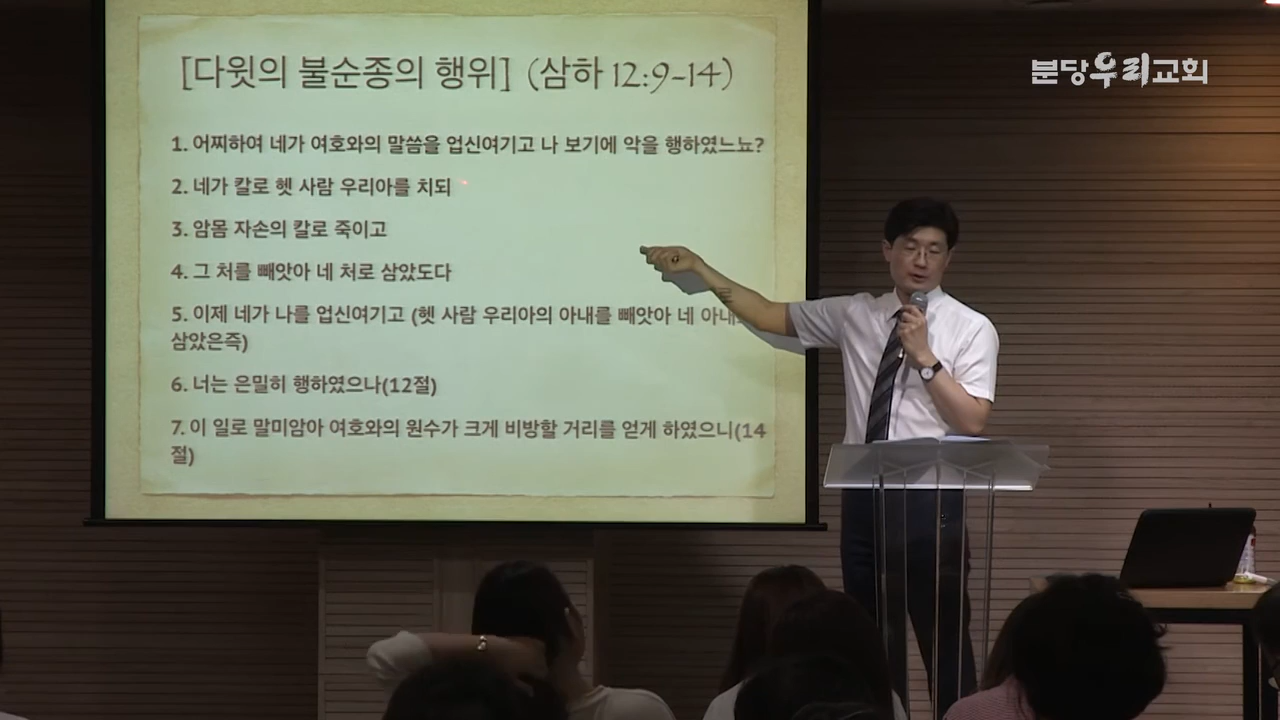 분당우리교회
[다윗의 불순종의 행위] (삼하 12:9-14)
1. 어찌하여 네가 여호와의 말씀을 업신여기고 나 보기에 악을 행하였느뇨?
2. 네가 칼로 헷 사람 우리아를 치되
3. 암몸 자손의 칼로 죽이고
4. 그 처를 빼앗아 네 처로 삼았도다
5. 이제 네가 나를 업신여기고 (헷 사람 우리아의 아내를 빼앗아 네
삼았은즉)
6. 너는 은밀히 행하였으나(12절)
7. 이 일로 말미암아 여호와의 원수가 크게 비방할 거리를 얻게 하였으니(14
절)